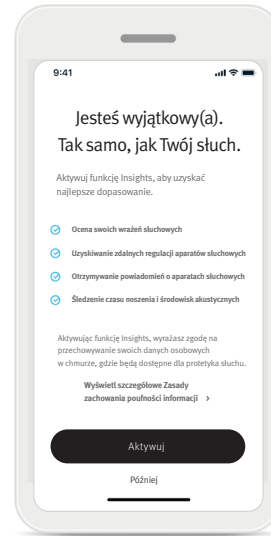 9:41
Jesteś wyjątkowy(a).
Tak samo, jak Twój słuch.
Aktywuj funkcję Insights, aby uzyskać
najlepsze dopasowanie.
Ocena swoich wrażeń słuchowych
Uzyskiwanie zdalnych regulacji aparatów słuchowych
Otrzymywanie powiadomień o aparatach słuchowych
Śledzenie czasu noszenia i środowisk akustycznych
Aktywując funkcję Insights, wyrażasz zgodę na
przechowywanie swoich danych osobowych
w chmurze, gdzie będą dostępne dla protetyka słuchu.
Wyświetl szczegółowe Zasady
zachowania poufności informacji >
Aktywuj
Później